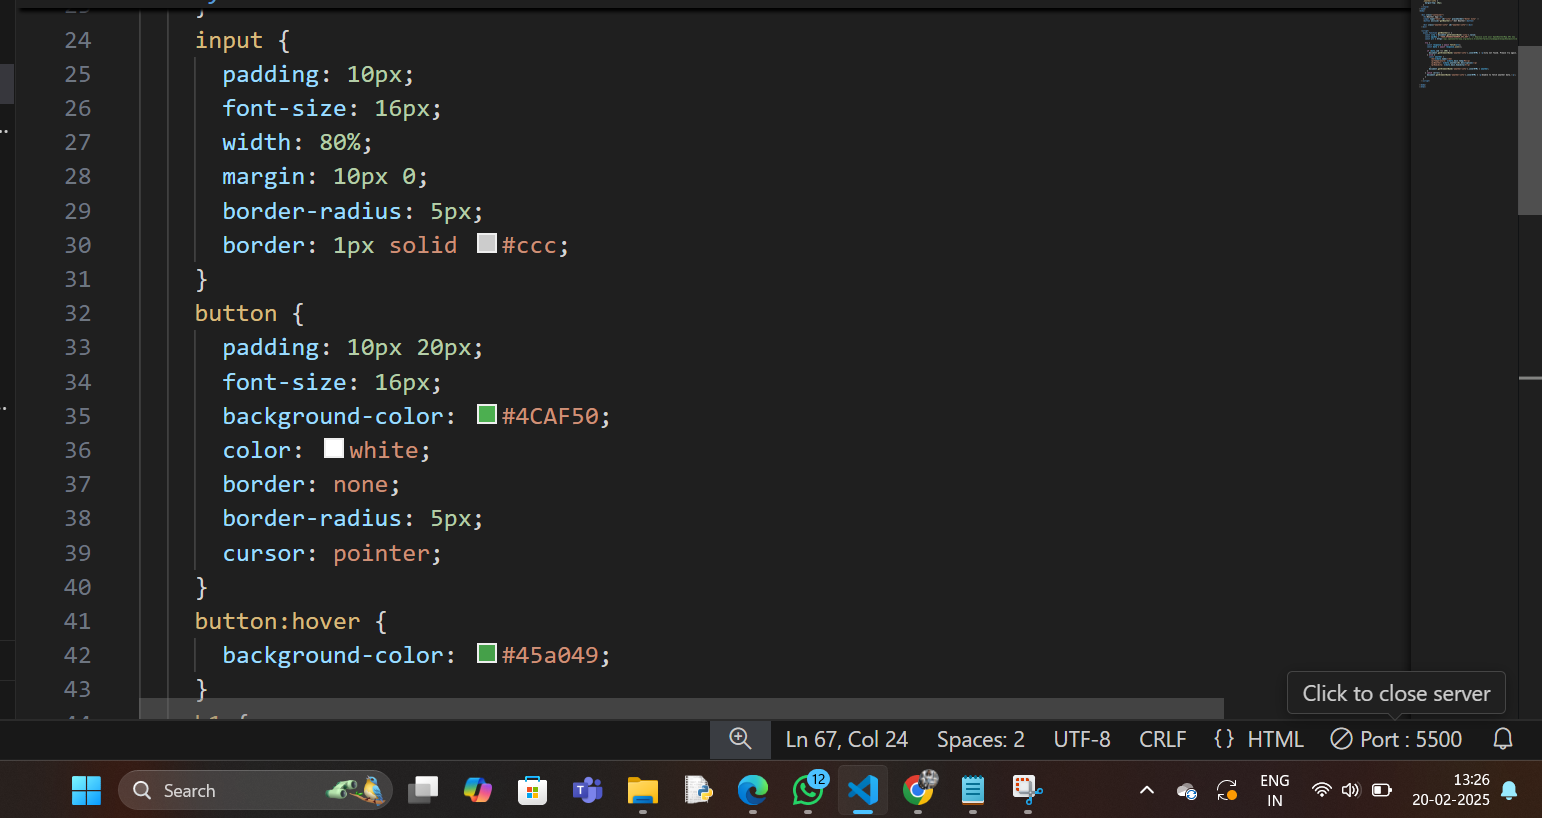 24 input {
25 padding: 10px;
26 font-size: 16px;
27 width: 80%;
28 margin: 10px 0;
29 border-radius: 5px;
30 border: 1px solid #ccc;
31 }
32 button {
33 padding: 10px 20px;
34 font-size: 16px;
35 background-color: #4CAF50;
36 color: white;
37 border: none;
38 border-radius: 5px;
39 cursor: pointer;
40 }
41 button:hover {
42 background-color: #45a049;
43 }
Click to close server
Ln 67, Col 24 Spaces: 2 UTF-8 CRLF {} HTML Port : 5500
Search
12
ENG
IN
13:26
20-02-2025